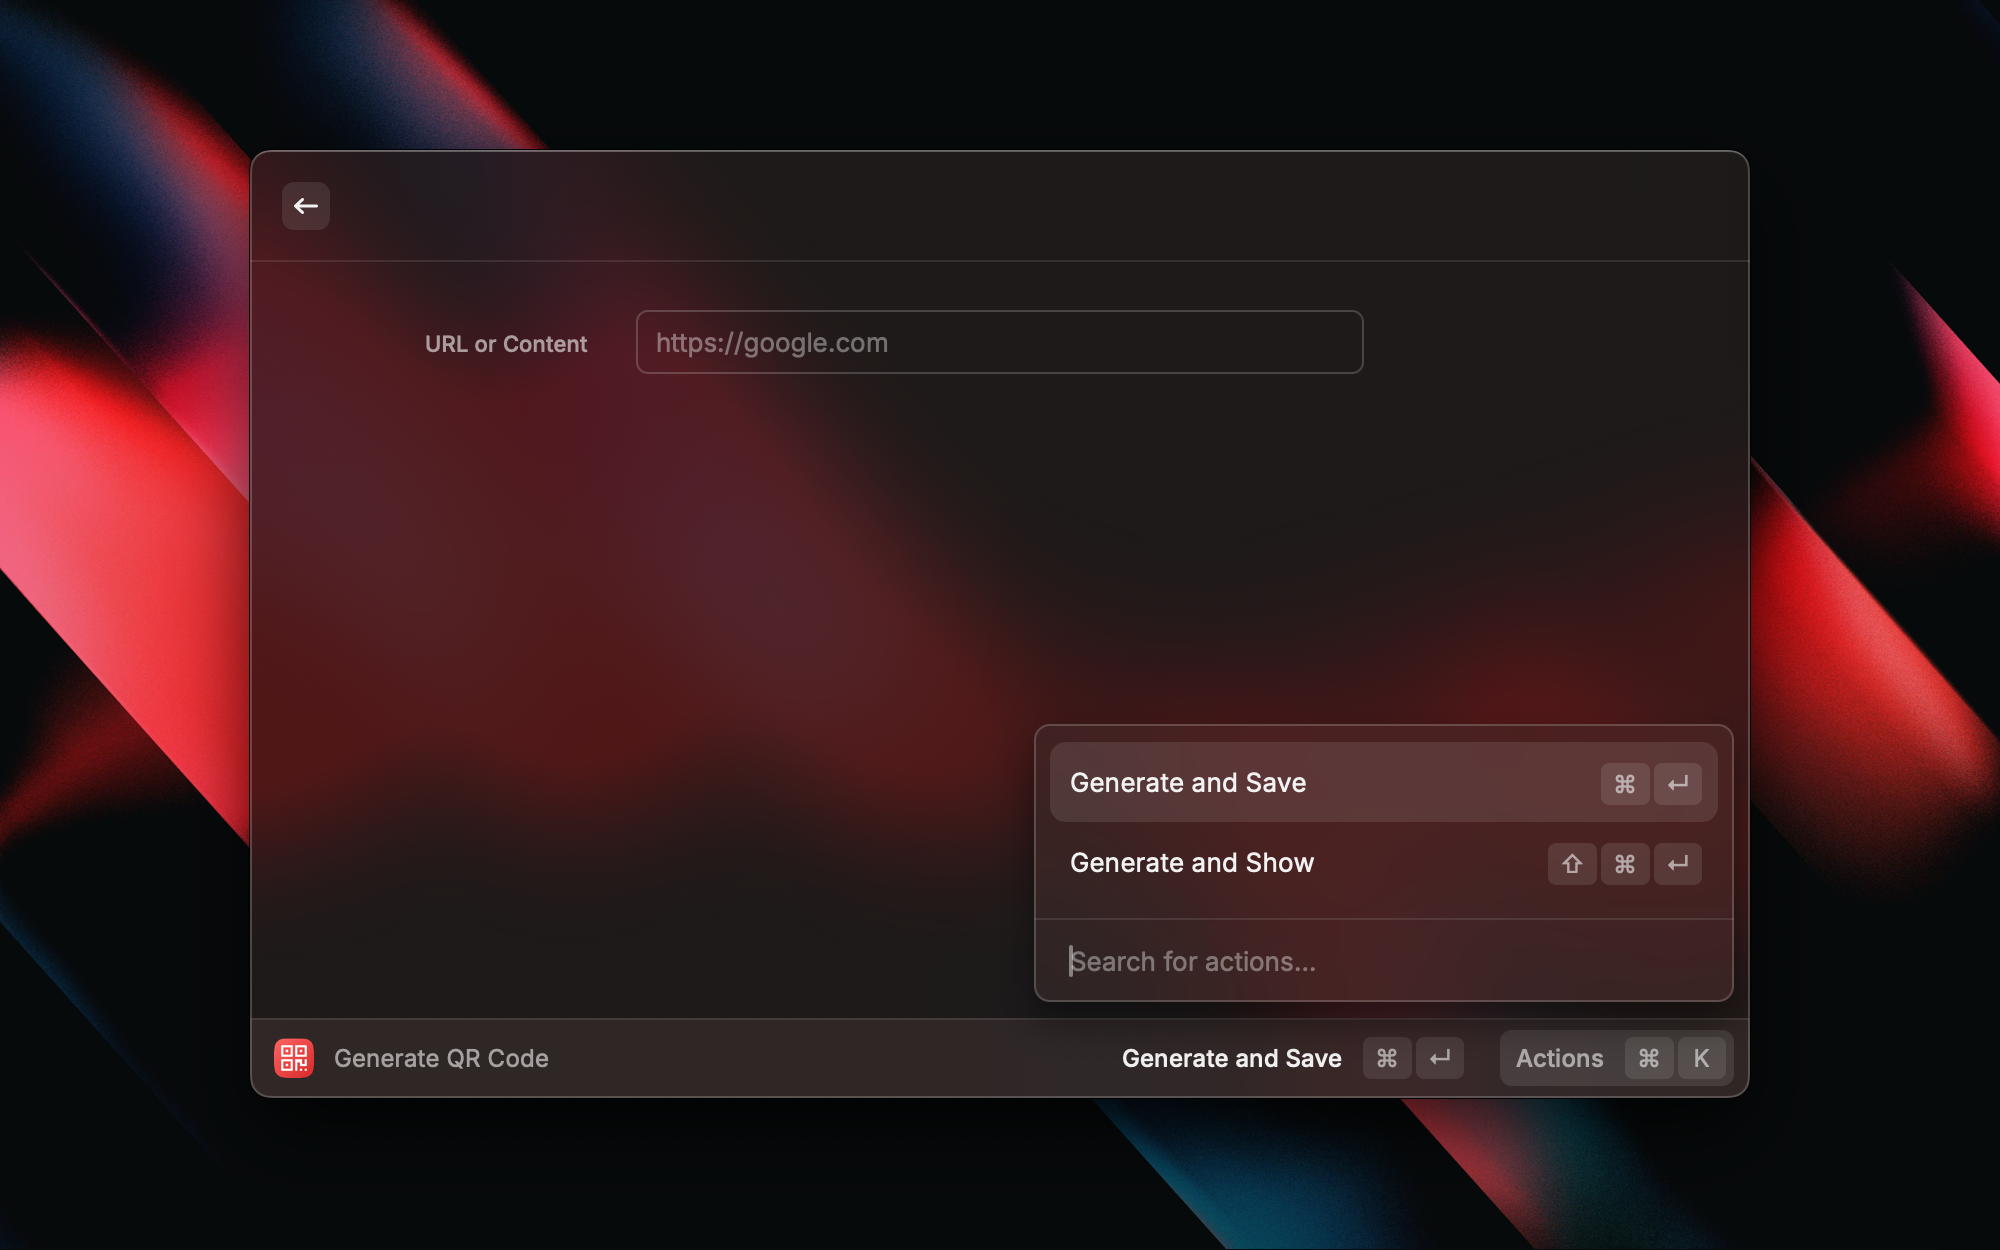 URL or Content
https://google.com
Generate and Save ⌘ ↵
Generate and Show ⇧ ⌘ ↵
Search for actions...
Generate QR Code
Generate and Save ⌘ ↵
Actions ⌘ K